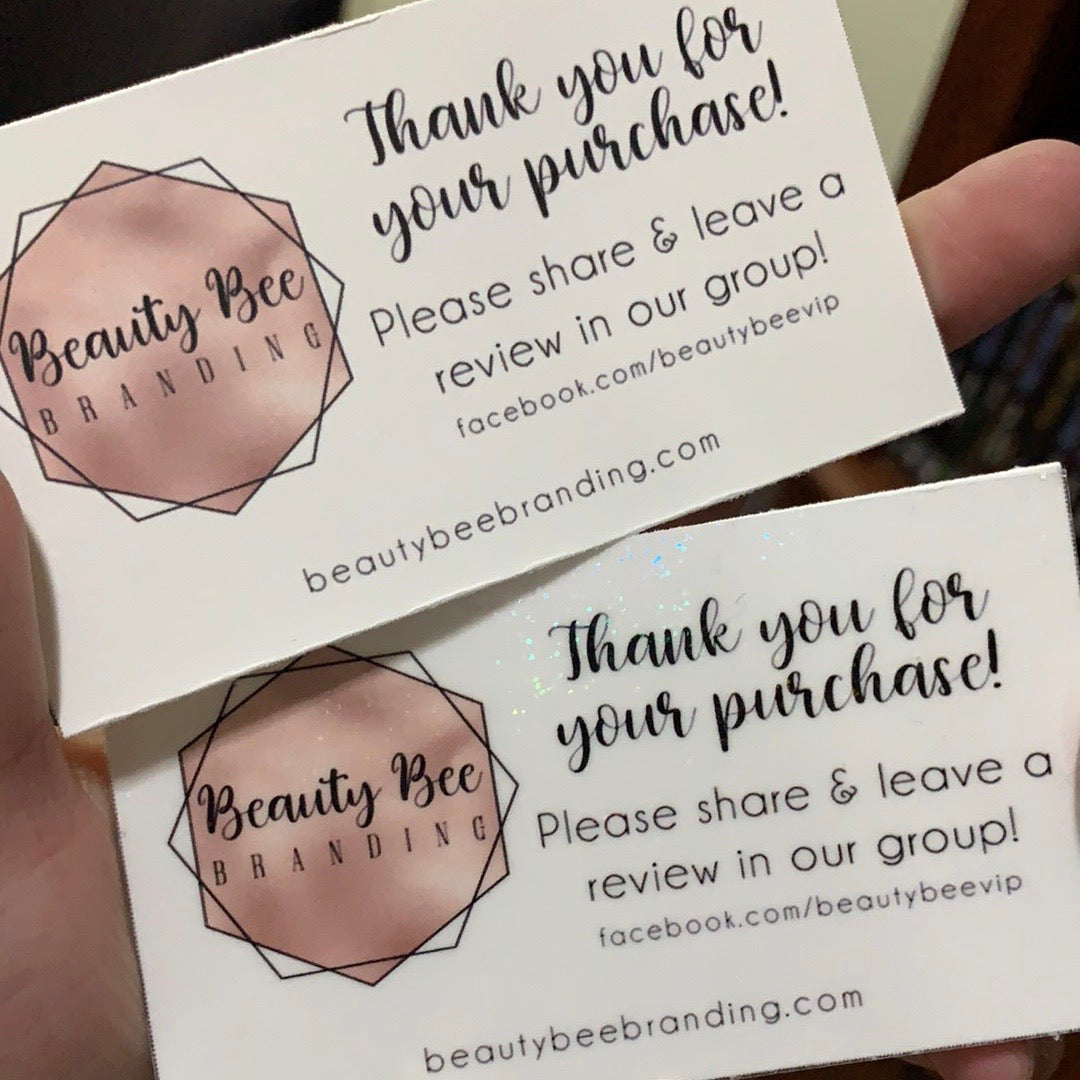 Thank you for
your purchase!
Please share & leave a
review in our group!
facebook.com/beautybeevip
beautybeebranding.com
Beauty Bee
BRANDING
Thank you for
your purchase!
Please share & leave a
review in our group!
facebook.com/beautybeevip
beautybeebranding.com
Beauty Bee
BRANDING